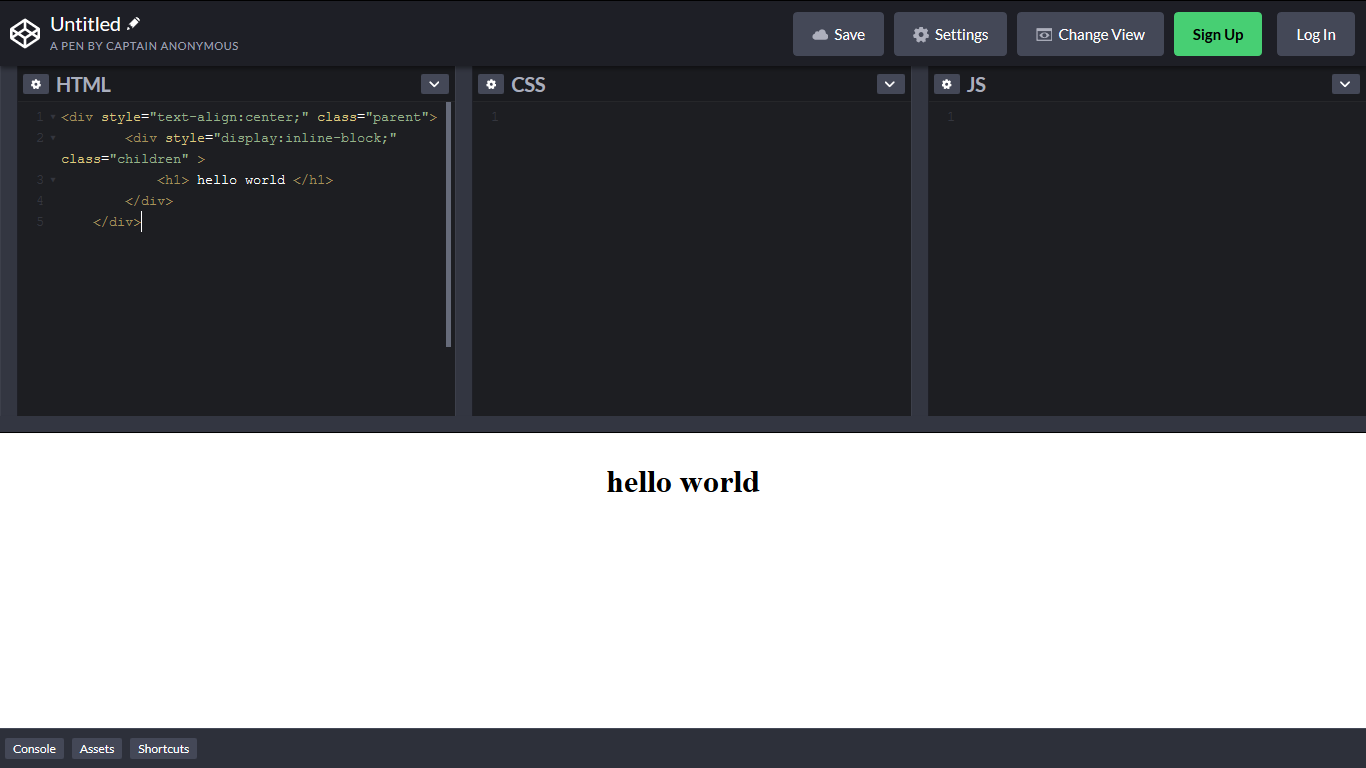 Untitled
A PEN BY CAPTAIN ANONYMOUS
Save
Settings
Change View
Sign Up
Log In
HTML
1 <div style="text-align:center;" class="parent">
2 <div style="display:inline-block;"
class="children" >
3 <h1> hello world </h1>
4 </div>
5 </div>
CSS
1
JS
1
hello world
Console
Assets
Shortcuts